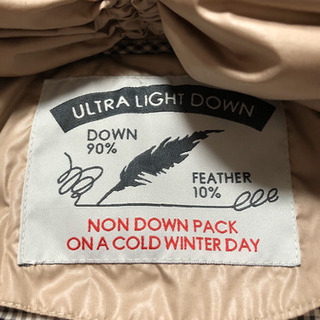 ULTRA LIGHT DOWN
DOWN
90%
FEATHER
10%
NON DOWN PACK
ON A COLD WINTER DAY